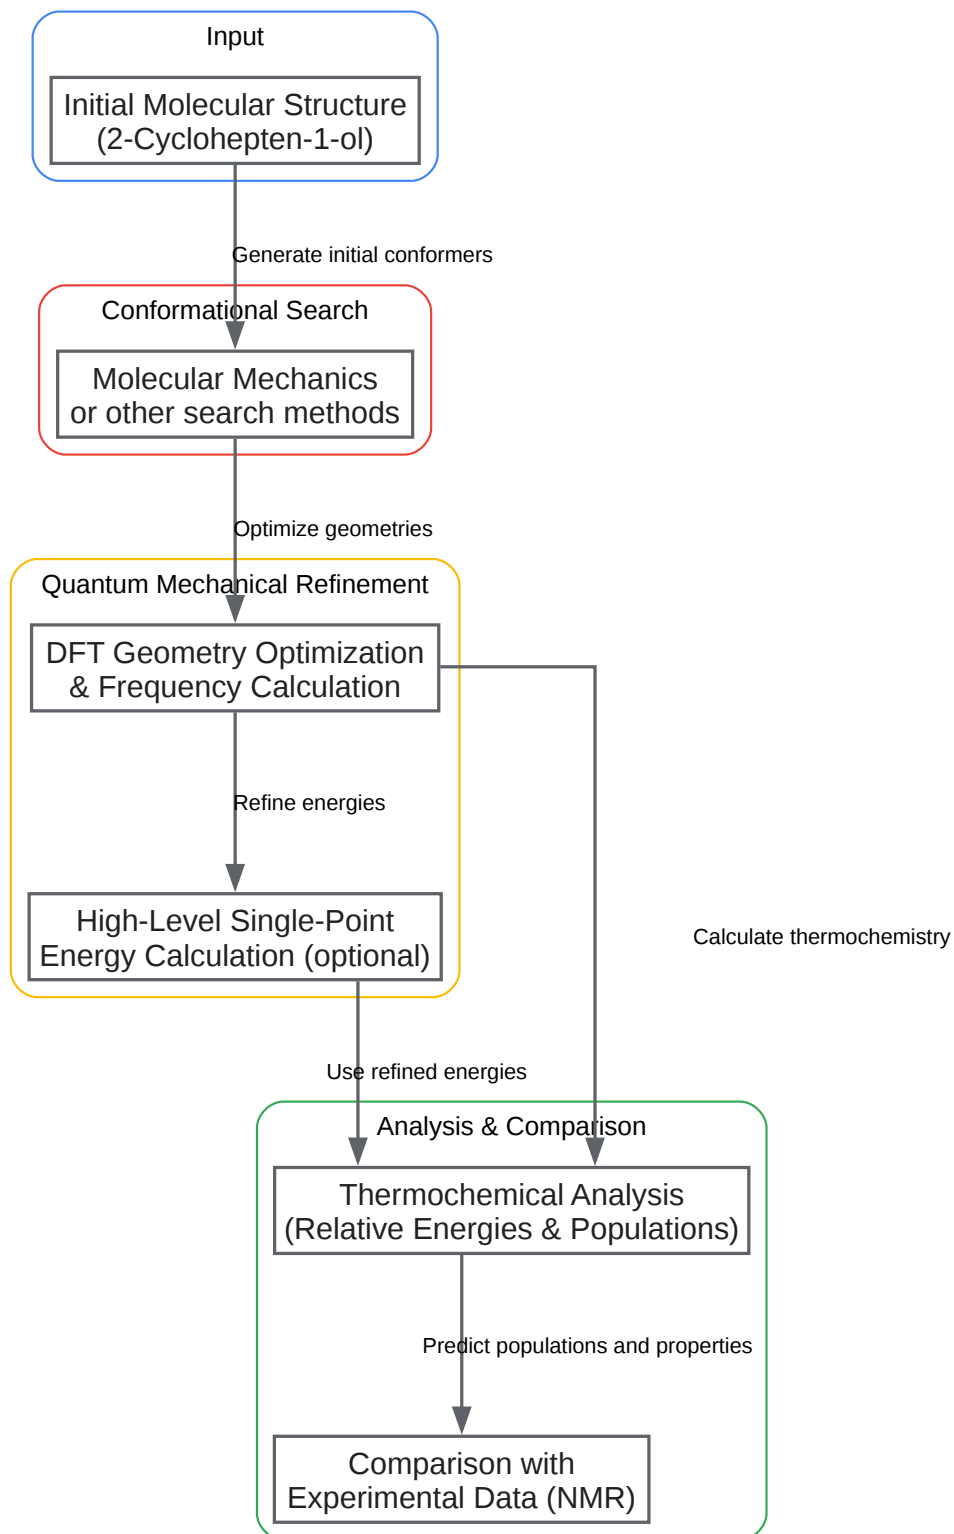 Input
Initial Molecular Structure
(2-Cyclohepten-1-ol)
Generate initial conformers
Conformational Search
Molecular Mechanics
or other search methods
Optimize geometries
Quantum Mechanical Refinement
DFT Geometry Optimization
& Frequency Calculation
Refine energies
High-Level Single-Point
Energy Calculation (optional)
Calculate thermochemistry
Use refined energies
Analysis & Comparison
Thermochemical Analysis
(Relative Energies & Populations)
Predict populations and properties
Comparison with
Experimental Data (NMR)